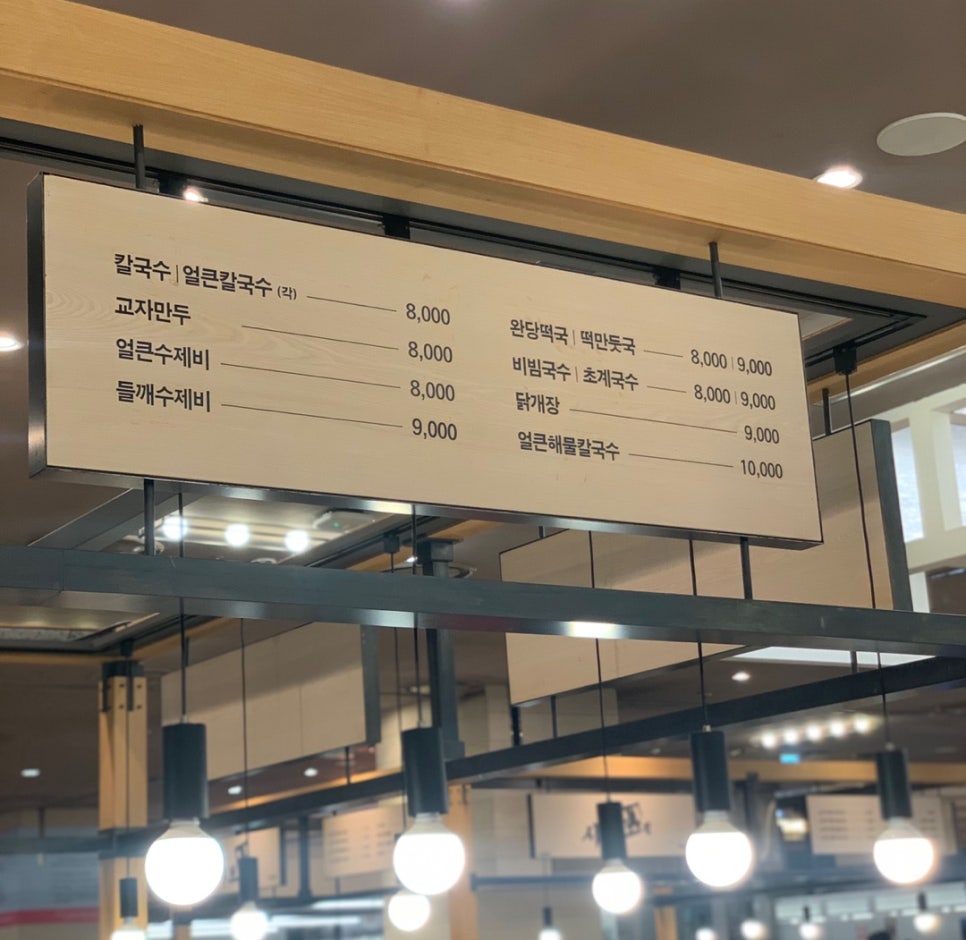 칼국수 | 얼큰칼국수 (각) 8,000
교자만두 8,000
얼큰수제비 8,000
들깨수제비 9,000
완당떡국 | 떡만둣국 8,000 | 9,000
비빔국수 | 초계국수 8,000 | 9,000
닭개장 9,000
얼큰해물칼국수 10,000